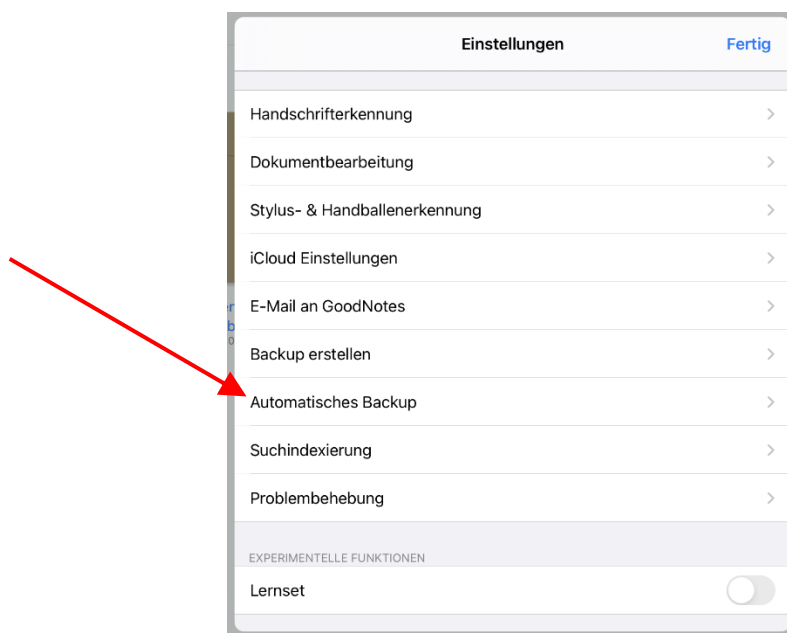 Einstellungen
Fertig
Handschrifterkennung
Dokumentbearbeitung
Stylus- & Handballenerkennung
iCloud Einstellungen
E-Mail an GoodNotes
Backup erstellen
Automatisches Backup
Suchindexierung
Problembehebung
EXPERIMENTELLE FUNKTIONEN
Lernset